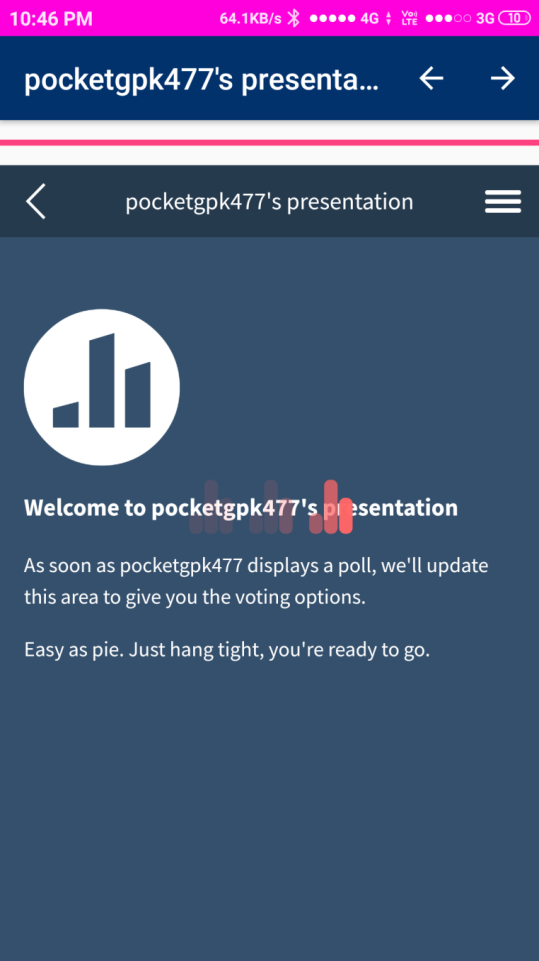 10:46 PM 64.1KB/s 4G Vo) LTE 3G 10
pocketgpk477's presenta...
pocketgpk477's presentation
Welcome to pocketgpk477's presentation
As soon as pocketgpk477 displays a poll, we'll update
this area to give you the voting options.
Easy as pie. Just hang tight, you're ready to go.